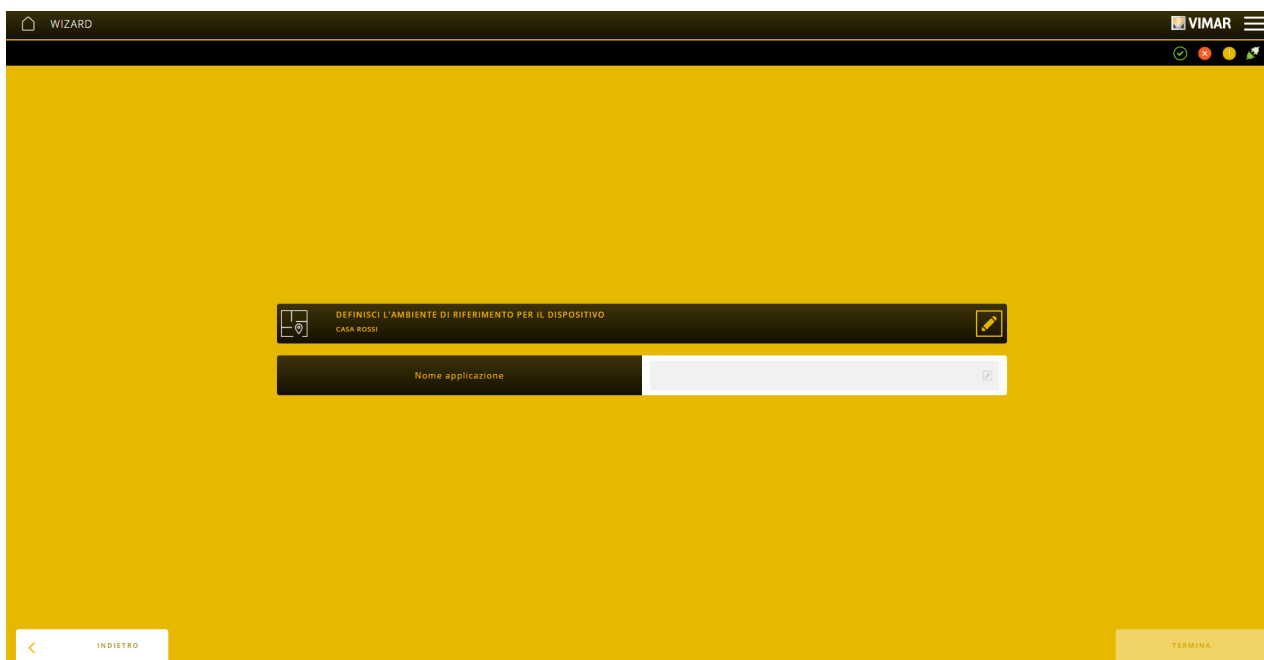 WIZARD
VIMAR
DEFINISCI L'AMBIENTE DI RIFERIMENTO PER IL DISPOSITIVO
CASA ROSSI
Nome applicazione
INDIETRO
TERMINA